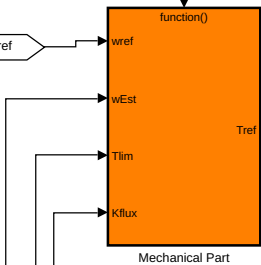 function()
ref
wref
wEst
Tref
Tlim
Kflux
Mechanical Part